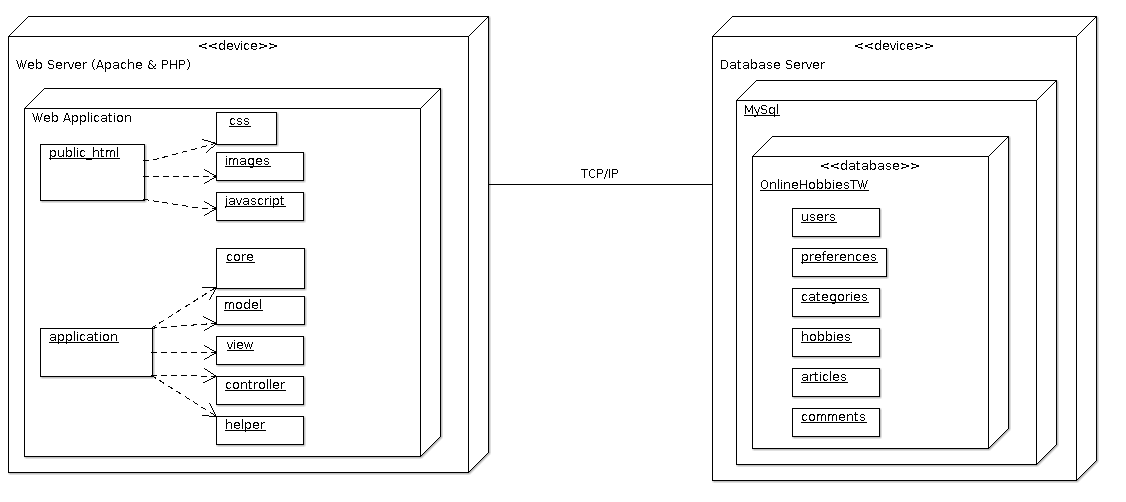 <<device>>
Web Server (Apache & PHP)
Web Application
public_html
css
images
javascript
application
core
model
view
controller
helper
TCP/IP
<<device>>
Database Server
MySql
<<database>>
OnlineHobbiesTW
users
preferences
categories
hobbies
articles
comments